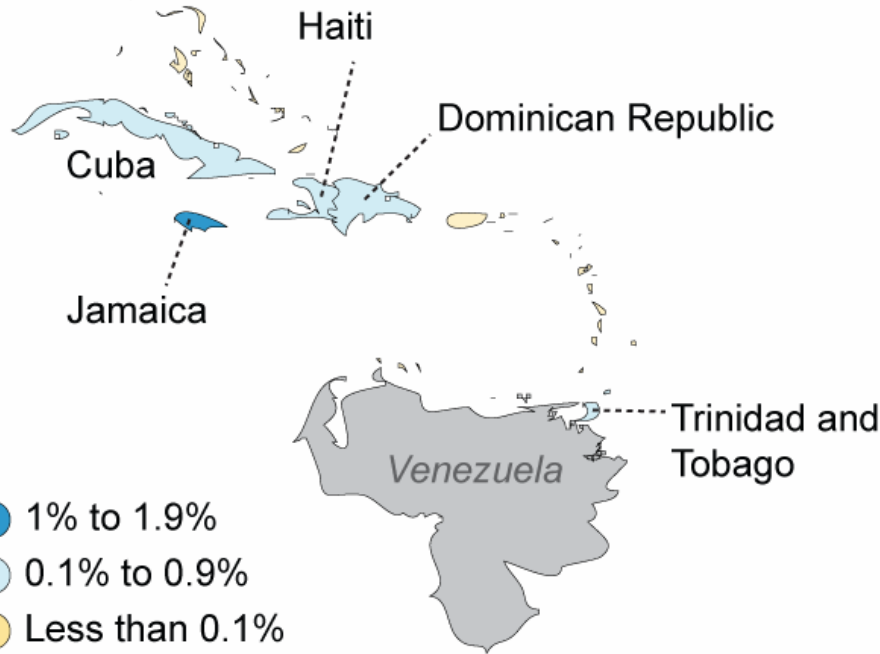 Haiti
Dominican Republic
Cuba
Jamaica
Trinidad and
Tobago
Venezuela
1% to 1.9%
0.1% to 0.9%
Less than 0.1%